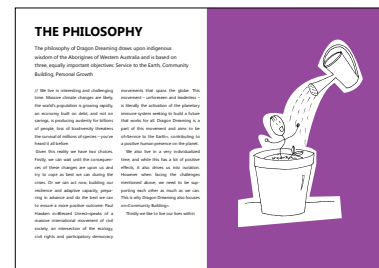 THE PHILOSOPHY
The philosophy of Dragon Dreaming draws upon indigenous
wisdom of the Aborigines of Western Australia and is based on
three, equally important objectives: Service to the Earth, Community
Building, Personal Growth
// We live in interesting and challenging
time. Massive climate changes are likely,
the world's population is growing rapidly,
an economy built on debt, and not on
carings, is producing austerity for billions
of people; loss of biodiversity threatens
the survival of millions of species – you've
heard it all before.
Given this reality we have two choices.
Firstly, we can wait until the consequen-
ces of these changes are upon us and
try to cope as best we can during the
crises. Or we can act now; building our
resilience and adaptive capacity, prepa-
ring in advance and do the best we can
to ensure a more positive outcome. Paul
Hawken in «Blessed Unrest» speaks of a
massive international movement of civil
society, an intersection of the ecology,
civil rights and participatory democracy
movements that spans the globe. This
movement – unforeseen and leaderless –
is literally the activation of the planetary
immune system seeking to build a future
that works for all. Dragon Dreaming is a
part of this movement and aims to be
of «Service to the Earth», contributing to
a positive human presence on the planet.
We also live in a very individualized
time, and while this has a lot of positive
effects, it also drives us into isolation.
However when facing the challenges
mentioned above, we need to be sup-
porting each other as much as we can.
This is why Dragon Dreaming also focuses
on «Community Building».
Thirdly we like to live our lives within